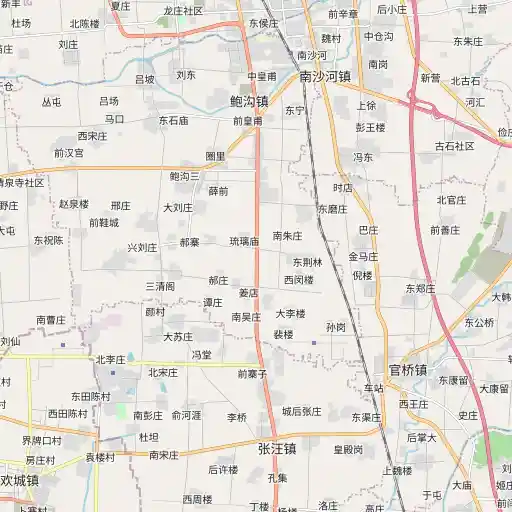 新丰
夏庄
龙庄社区
东侯庄
前辛章
后小庄
上营
杜场
北陈楼
魏村
中仓沟
东朱庄
刘庄
南沙河
吕坡
刘东
中皇甫
南沙河镇
南岗
新营
北古石
丛屯
吕场
鲍沟镇
东宁
上徐
河汇
马口
东石庙
前皇甫
彭王楼
西宋庄
古石社区
前汉宫
圈里
冯东
鲍沟三
清泉寺社区
薛前
时店
北官庄
野庄
赵泉楼
邢庄
大刘庄
东磨庄
前鞋城
巴庄
前善庄
大屯
东祝陈
兴刘庄
郝寨
琉璃庙
南朱庄
金马庄
东荆林
倪楼
三清阁
郝庄
西闵楼
东郑庄
谭庄
姜店
大韩
颜村
大李楼
南曹庄
南吴庄
孙岗
东公桥
刘仙
大苏庄
裴楼
冯堂
北李庄
官桥镇
北宋庄
前寨子
东康留
大康留
东田陈村
车站
西王庄
西田陈村
南彭庄
俞河涯
李桥
城后张庄
东渠庄
史庄
界牌口村
杜坦
后掌大
张汪镇
皇殿岗
房庄村
袁楼村
南宋庄
后许楼
上魏楼
欢城镇
孔集
大庙
姬庄
西周楼
于屯
前闫
丁楼
洛庄
高庄